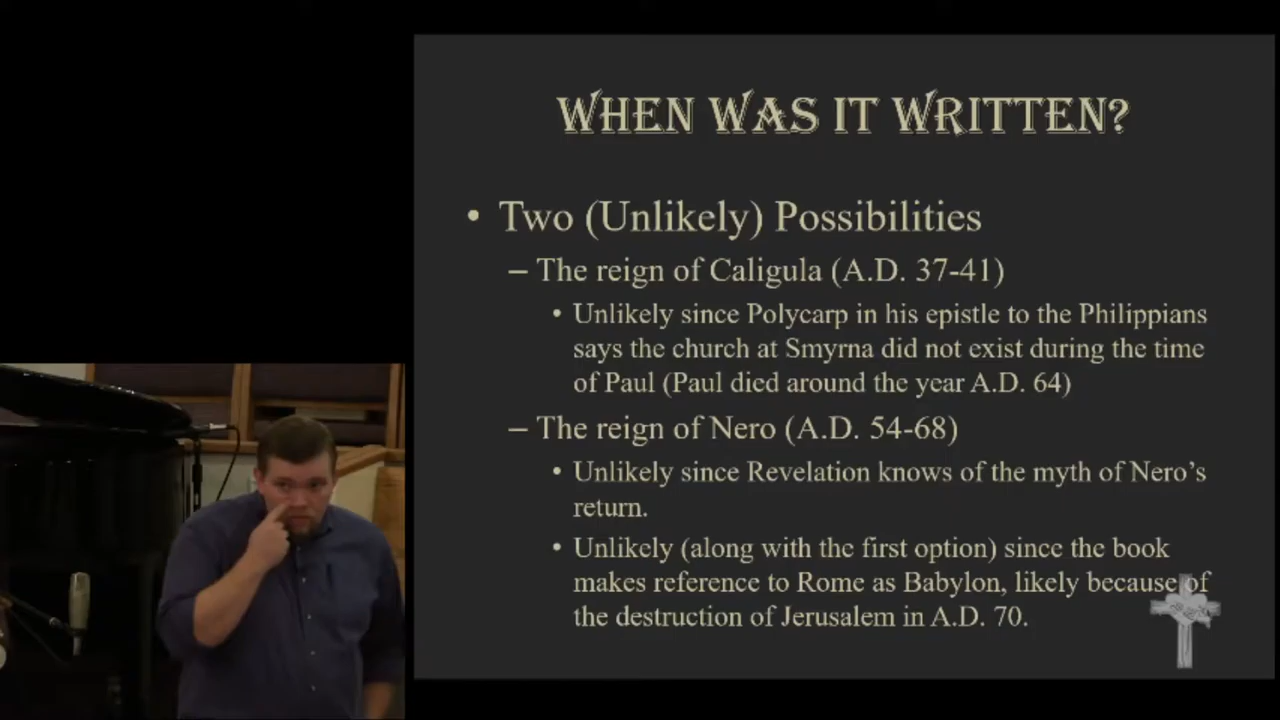 WHEN WAS IT WRITTEN?
• Two (Unlikely) Possibilities
– The reign of Caligula (A.D. 37-41)
• Unlikely since Polycarp in his epistle to the Philippians
says the church at Smyrna did not exist during the time
of Paul (Paul died around the year A.D. 64)
– The reign of Nero (A.D. 54-68)
• Unlikely since Revelation knows of the myth of Nero's
return.
• Unlikely (along with the first option) since the book
makes reference to Rome as Babylon, likely because of
the destruction of Jerusalem in A.D. 70.